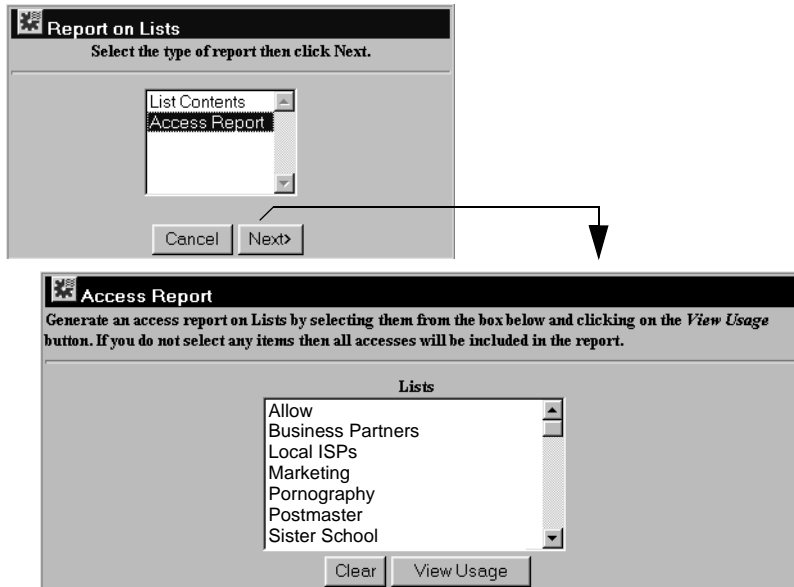 Report on Lists
Select the type of report then click Next.
List Contents
Access Report
Cancel
Next>
Access Report
Generate an access report on Lists by selecting them from the box below and clicking on the View Usage
button. If you do not select any items then all accesses will be included in the report.
Lists
Allow
Business Partners
Local ISPs
Marketing
Pornography
Postmaster
Sister School
Clear
View Usage